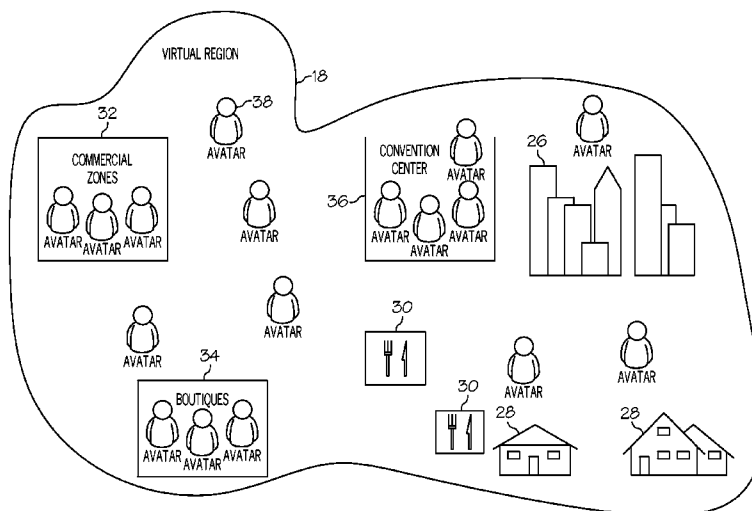 VIRTUAL REGION
18
38
AVATAR
32
COMMERCIAL
ZONES
AVATAR AVATAR AVATAR
AVATAR
CONVENTION
CENTER
AVATAR
36
AVATAR AVATAR AVATAR
AVATAR
26
AVATAR
AVATAR
30
AVATAR
AVATAR
AVATAR
34
BOUTIQUES
AVATAR AVATAR AVATAR
30
28
28